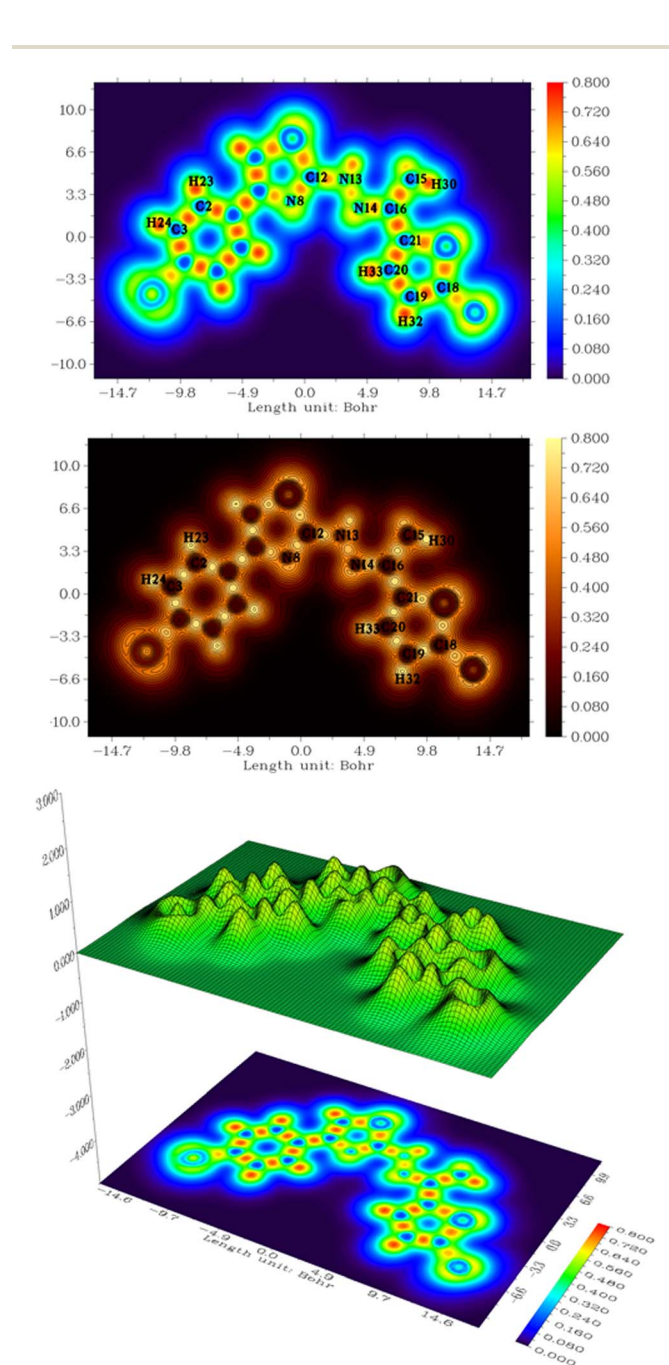 0.800
10.0
0.720
6.6
0.640
H23
C12
N13
C15
H30
0.560
3.3
C2
N8
N14
C16
0.480
H24
C3
0.400
0.0
C21
0.320
−3.3
H33
C20
0.240
C19
C18
0.160
−6.6
H32
0.080
−10.0
0.000
−14.7 −9.8 −4.9 0.0 4.9 9.8 14.7
Length unit: Bohr
0.800
10.0
0.720
6.6
0.640
H23
C12
N13
C15
H30
0.560
3.3
C2
N8
N14
C16
0.480
H24
C3
0.400
0.0
C21
0.320
−3.3
H33
C20
0.240
C19
C18
0.160
−6.6
H32
0.080
10.0
0.000
−14.7 −9.8 −4.9 0.0 4.9 9.8 14.7
Length unit: Bohr
3.000
2.000
1.000
0.000
−1.000
−2.000
−3.000
−4.000
−14.6 −9.7 −4.9 0.0 4.9 9.7 14.6
Length unit: Bohr
9.9
6.6
3.3
0.0
−3.3
−6.6
0.800
0.720
0.640
0.560
0.480
0.400
0.320
0.240
0.160
0.080
0.000